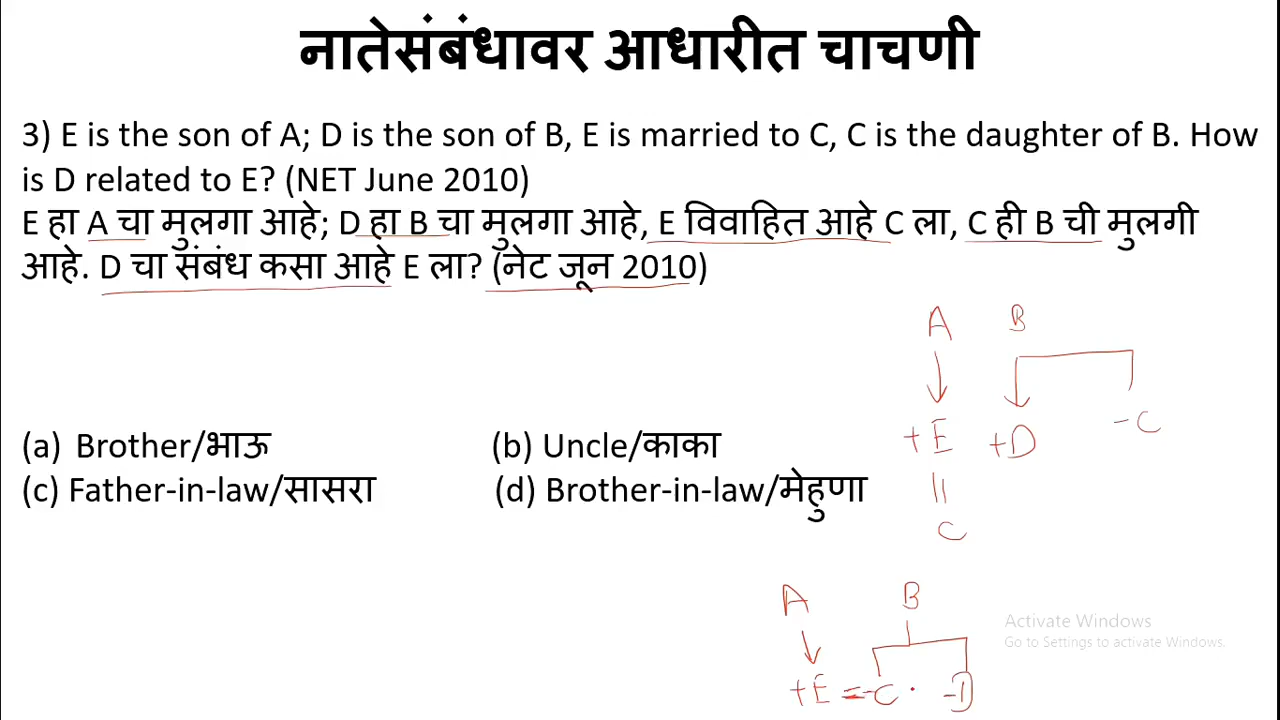 नातेसंबंधावर आधारीत चाचणी
3) E is the son of A; D is the son of B, E is married to C, C is the daughter of B. How
is D related to E? (NET June 2010)
E हा A चा मुलगा आहे; D हा B चा मुलगा आहे, E विवाहित आहे C ला, C ही B ची मुलगी
आहे. D चा संबंध कसा आहे E ला? (नेट जून 2010)
A B
(a) Brother/भाऊ (b) Uncle/काका
+E +D -C
(c) Father-in-law/सासरा (d) Brother-in-law/मेहुणा
||
C
A B
Activate Windows
Go to Settings to activate Windows.
+E = -C -D